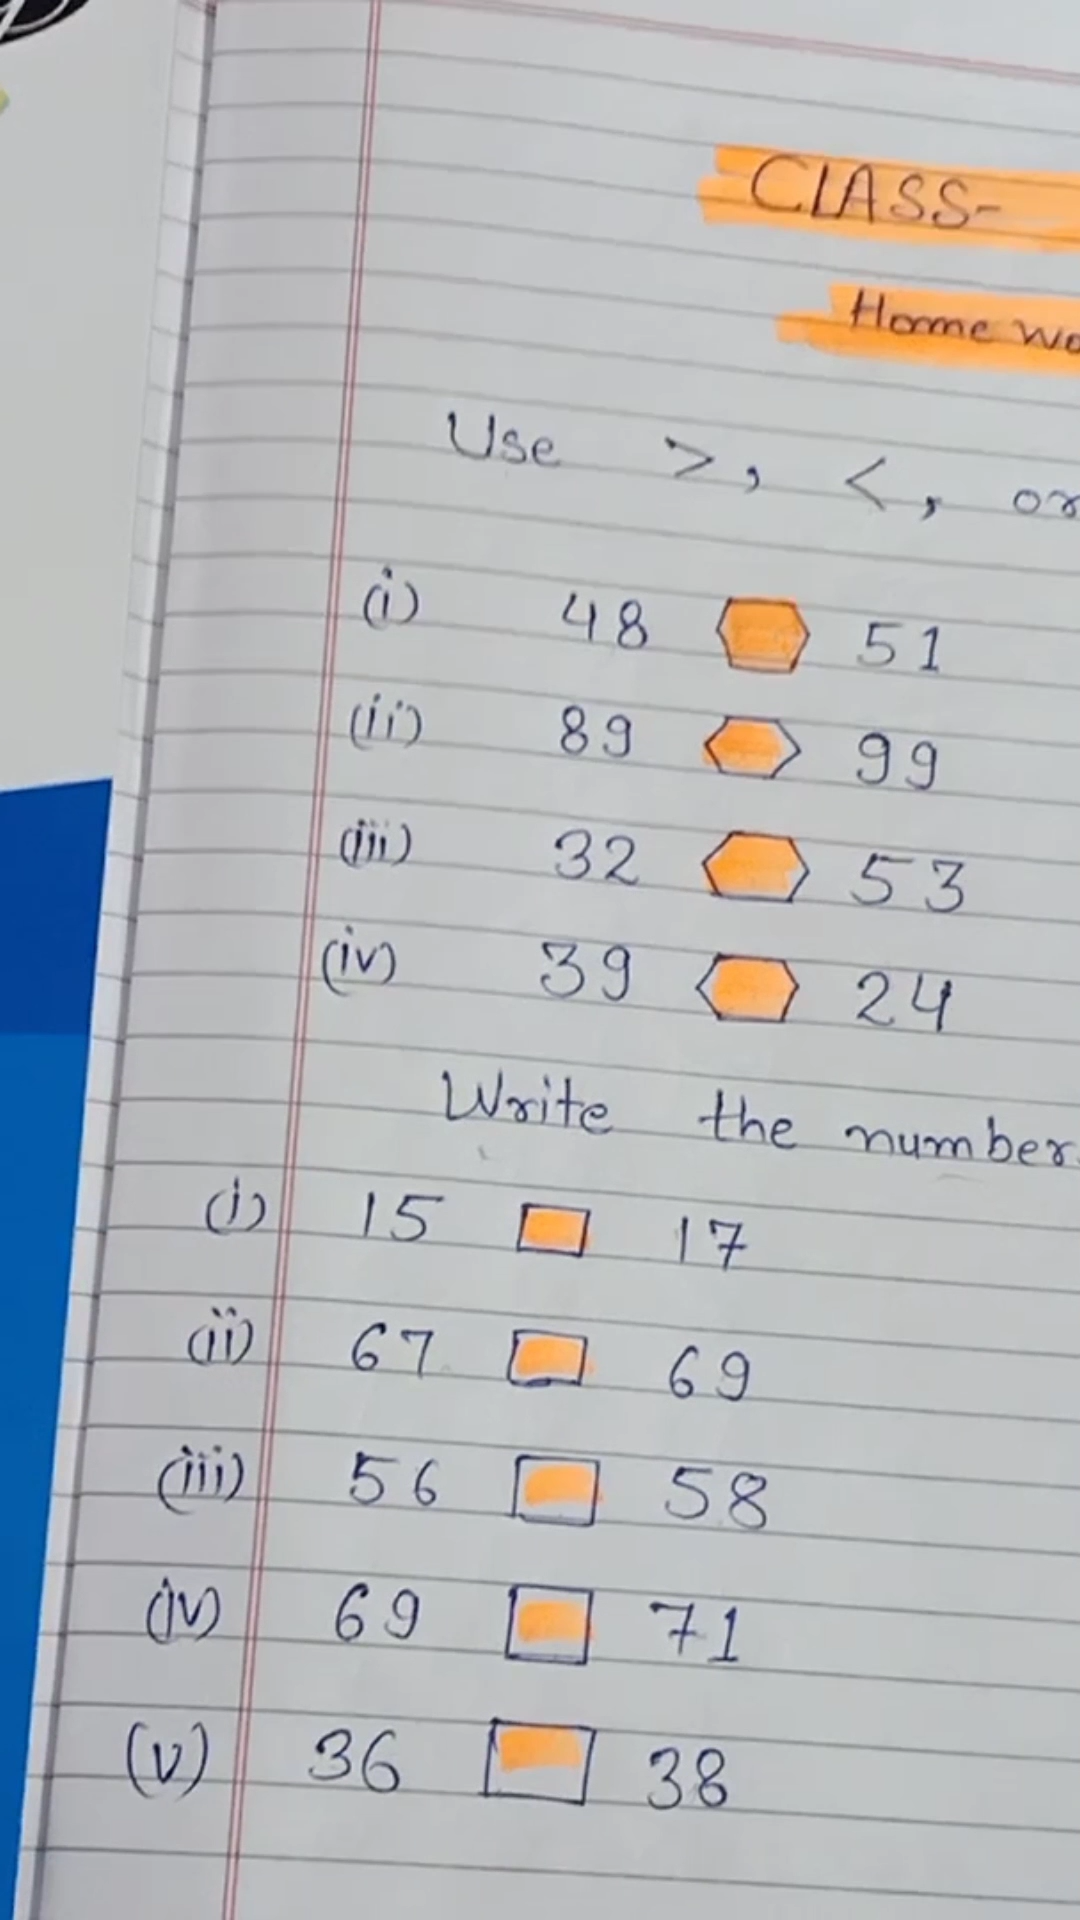 CLASS-
Home wo
Use >, <, or
(i) 48 51
(ii) 89 99
(iii) 32 53
(iv) 39 24
Write the number
(i) 15 17
(ii) 67 69
(iii) 56 58
(iv) 69 71
(v) 36 38